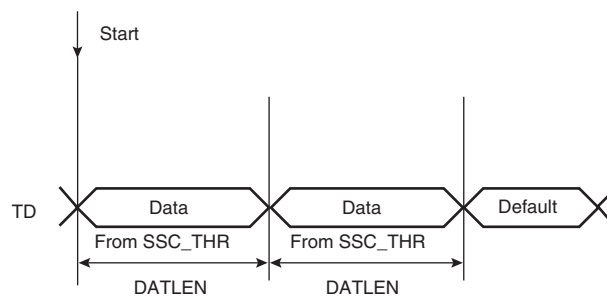 Start
TD
Data
Data
Default
From SSC_THR
From SSC_THR
DATLEN
DATLEN